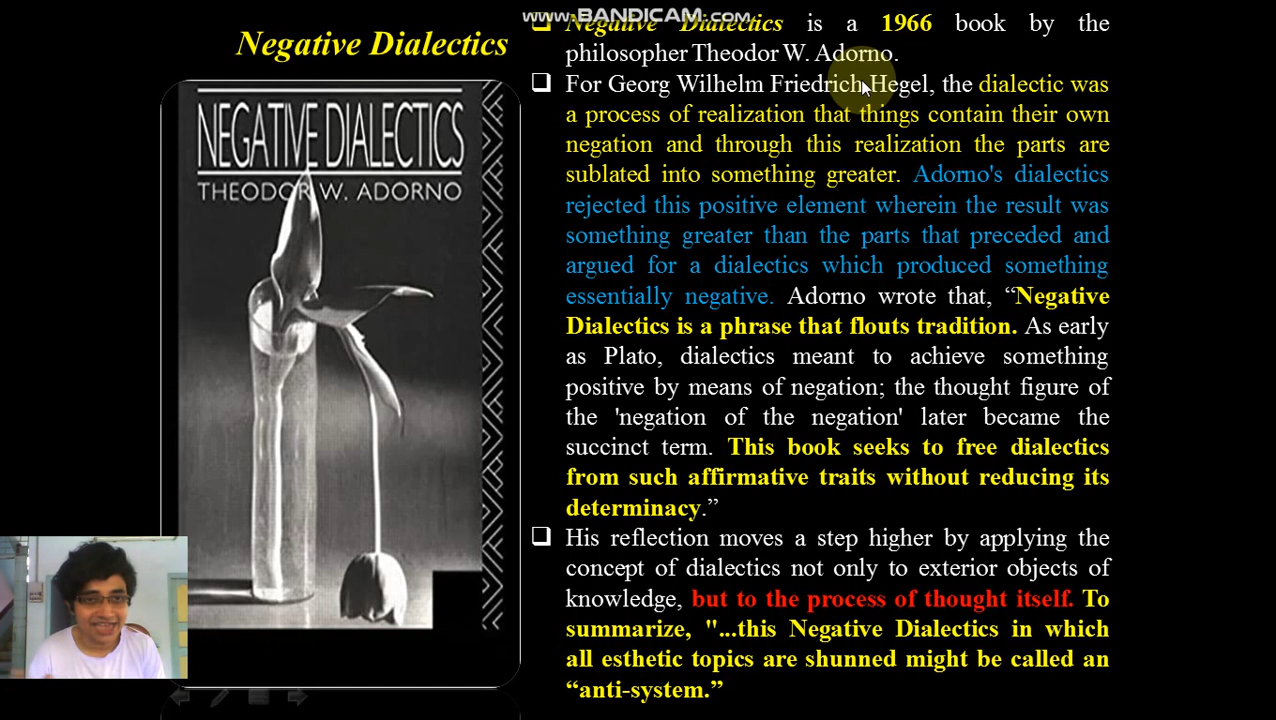 www.BANDICAM.com
Negative Dialectics
NEGATIVE DIALECTICS
THEODOR W. ADORNO
❑ Negative Dialectics is a 1966 book by the
philosopher Theodor W. Adorno.
❑ For Georg Wilhelm Friedrich Hegel, the dialectic was
a process of realization that things contain their own
negation and through this realization the parts are
sublated into something greater. Adorno's dialectics
rejected this positive element wherein the result was
something greater than the parts that preceded and
argued for a dialectics which produced something
essentially negative. Adorno wrote that, “Negative
Dialectics is a phrase that flouts tradition. As early
as Plato, dialectics meant to achieve something
positive by means of negation; the thought figure of
the 'negation of the negation' later became the
succinct term. This book seeks to free dialectics
from such affirmative traits without reducing its
determinacy.”
❑ His reflection moves a step higher by applying the
concept of dialectics not only to exterior objects of
knowledge, but to the process of thought itself. To
summarize, "...this Negative Dialectics in which
all esthetic topics are shunned might be called an
“anti-system.”